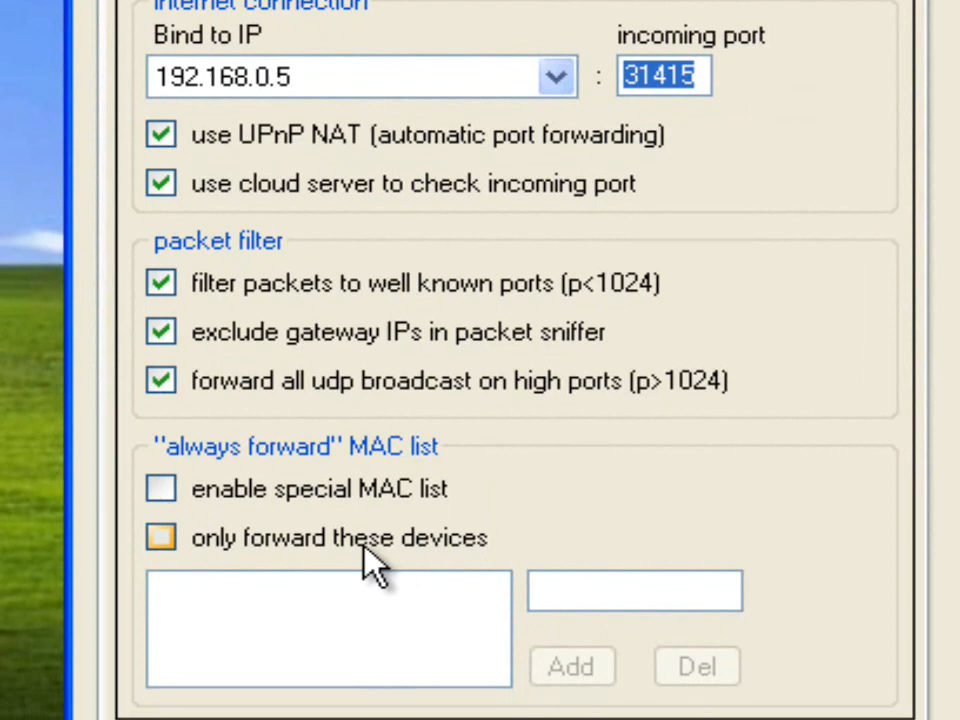 internet connection
Bind to IP
incoming port
192.168.0.5
:
31415
use UPnP NAT (automatic port forwarding)
use cloud server to check incoming port
packet filter
filter packets to well known ports (p<1024)
exclude gateway IPs in packet sniffer
forward all udp broadcast on high ports (p>1024)
"always forward" MAC list
enable special MAC list
only forward these devices
Add
Del